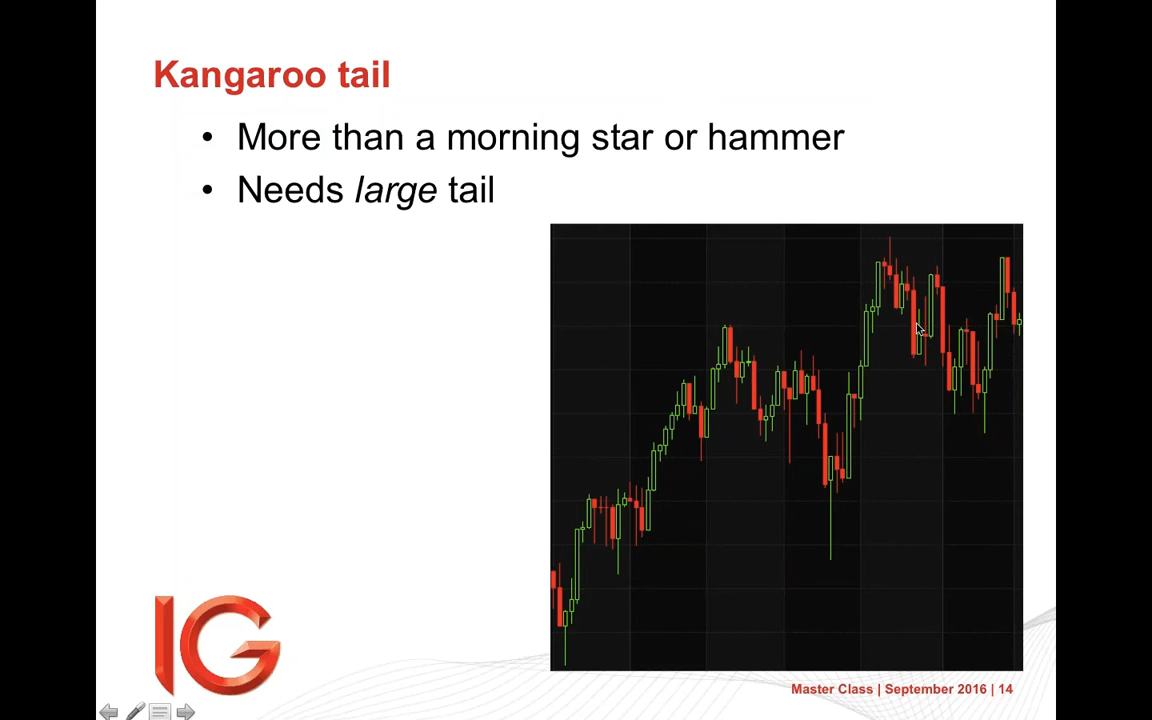 Kangaroo tail
• More than a morning star or hammer
• Needs large tail
IG
Master Class | September 2016 | 14